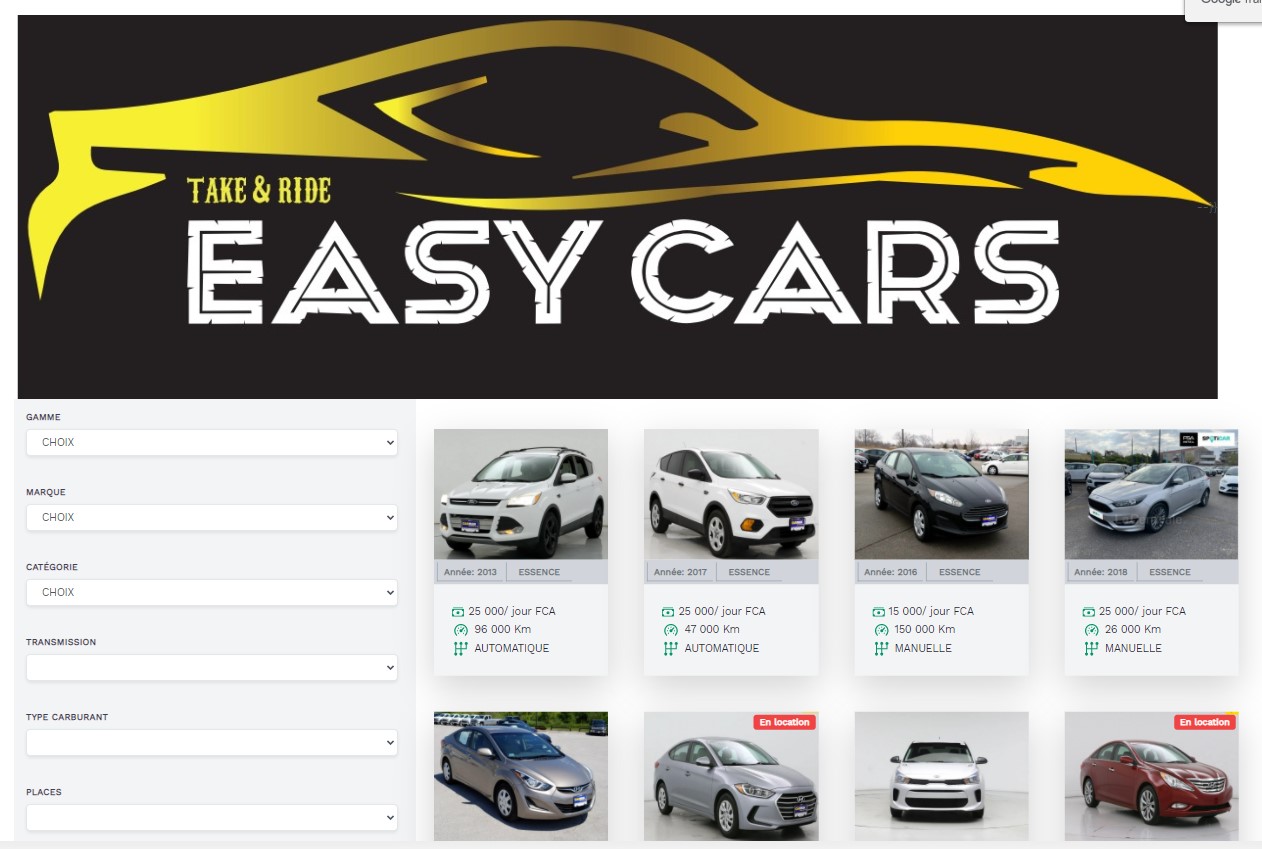 TAKE & RIDE
EASY CARS
GAMME
CHOIX
MARQUE
CHOIX
CATÉGORIE
CHOIX
TRANSMISSION
TYPE CARBURANT
PLACES
Année: 2013 ESSENCE
25 000/ jour FCA
96 000 Km
AUTOMATIQUE
Année: 2017 ESSENCE
25 000/ jour FCA
47 000 Km
AUTOMATIQUE
Année: 2016 ESSENCE
15 000/ jour FCA
150 000 Km
MANUELLE
SPOTICAR
Année: 2018 ESSENCE
25 000/ jour FCA
26 000 Km
MANUELLE
En location
En location